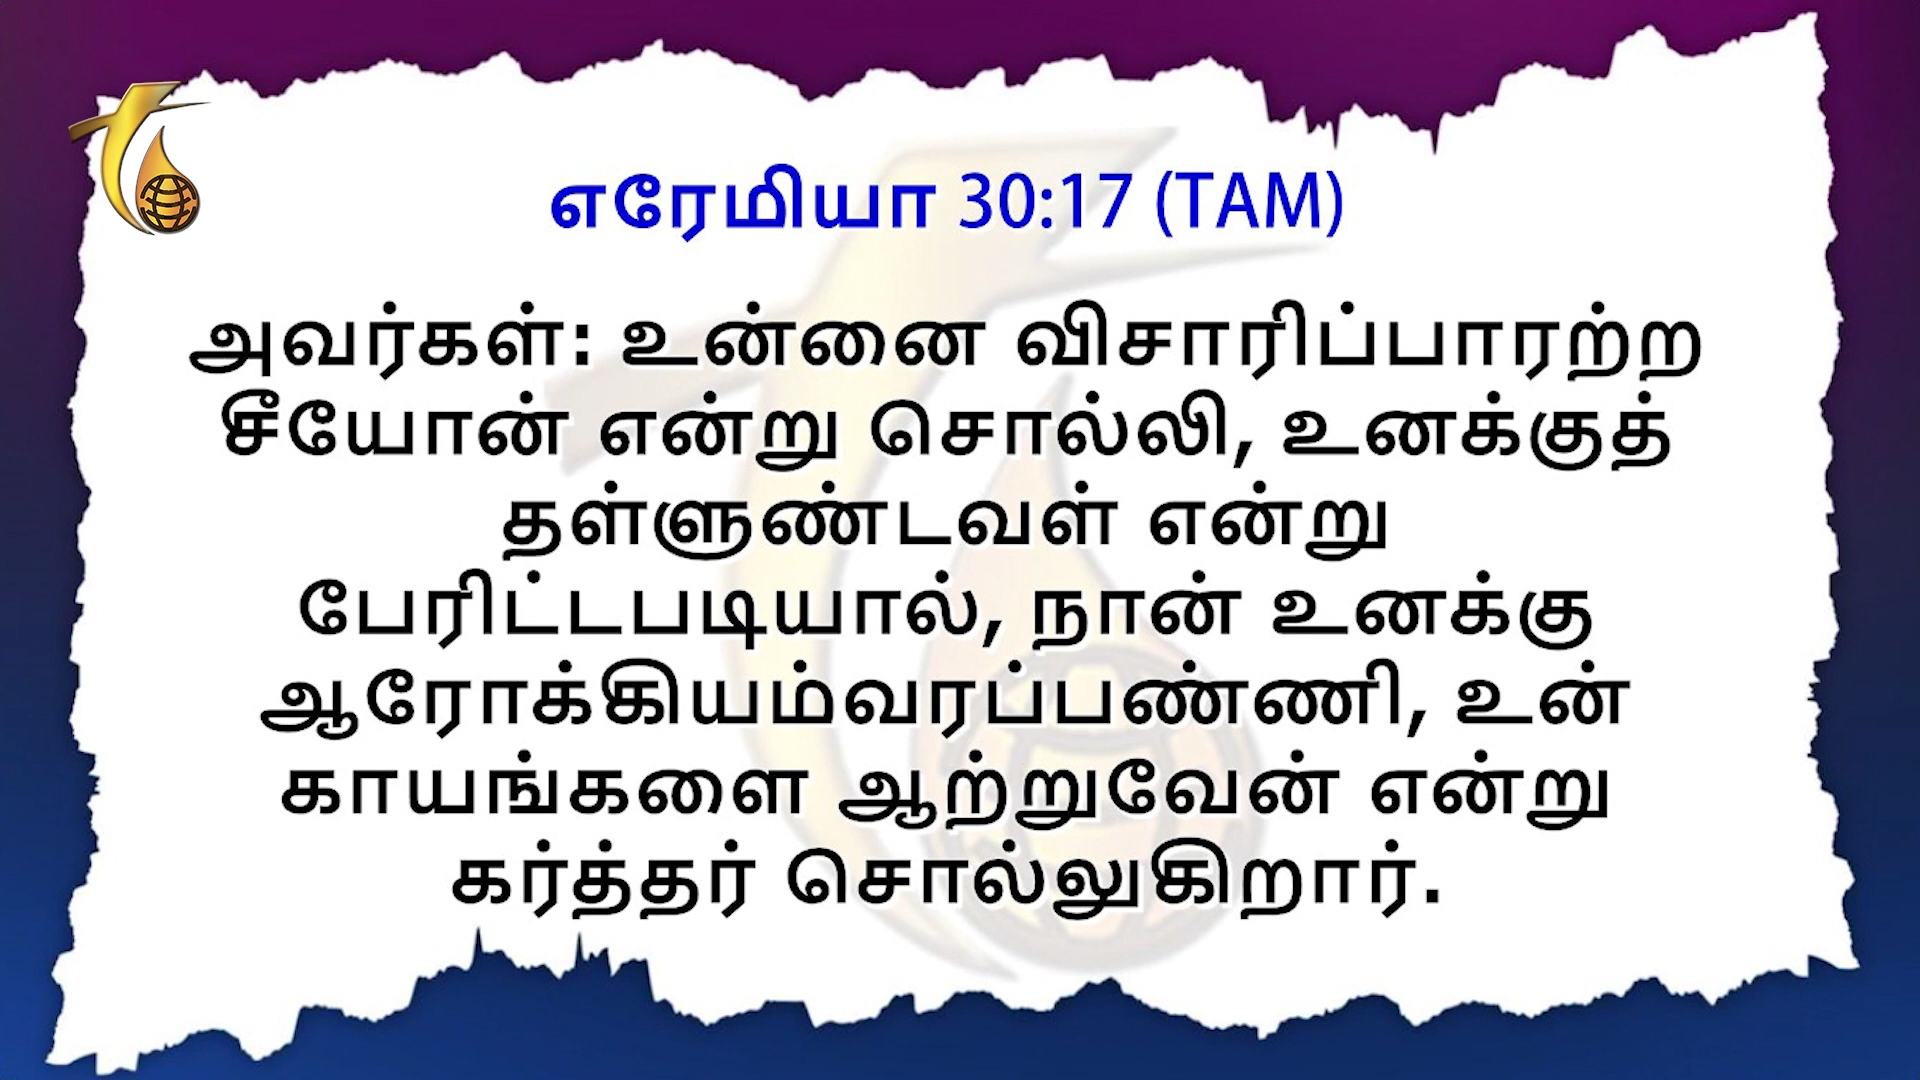 எரேமியா 30:17 (TAM)
அவர்கள்: உன்னை விசாரிப்பாரற்ற
சீயோன் என்று சொல்லி, உனக்குத்
தள்ளுண்டவள் என்று
பேரிட்டபடியால், நான் உனக்கு
ஆரோக்கியம்வரப்பண்ணி, உன்
காயங்களை ஆற்றுவேன் என்று
கர்த்தர் சொல்லுகிறார்.